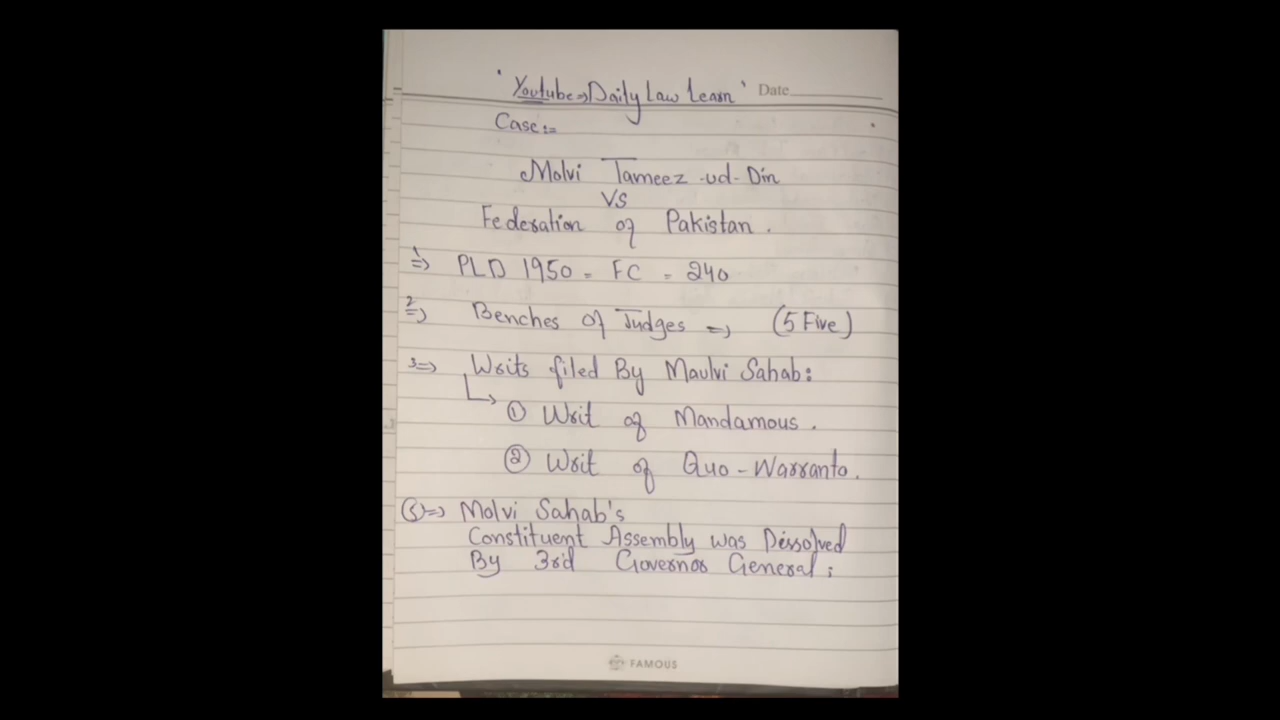 'Youtube => Daily Law Learn' Date
Case:=
Molvi Tameez-ud-Din
VS
Federation of Pakistan.
1=> PLD 1950 = FC = 240
2=> Benches of Judges => (5 Five)
3=> Writs filed By Maulvi Sahab:
① Writ of Mandamous.
② Writ of Quo-Warranto.
=> Molvi Sahab's
Constituent Assembly was Dissolved
By 3rd Governor General;
FAMOUS